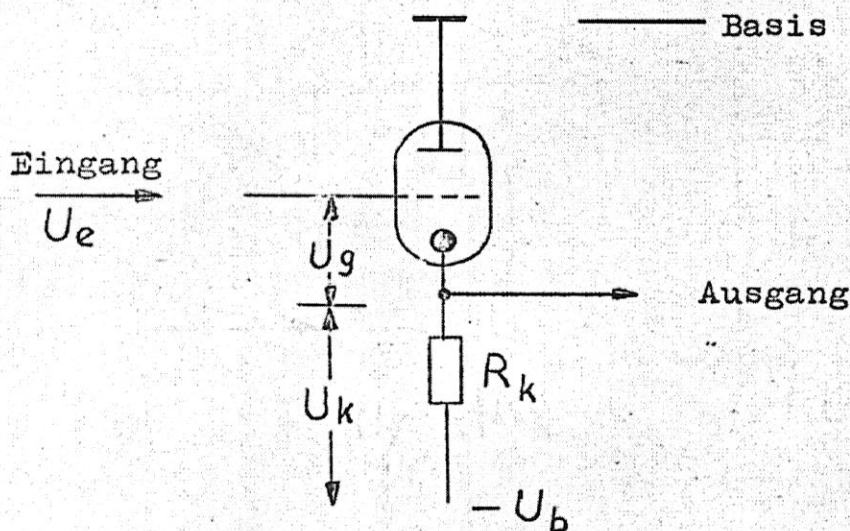 Basis
Eingang
U_e
U_g
Ausgang
R_k
U_k
-U_b